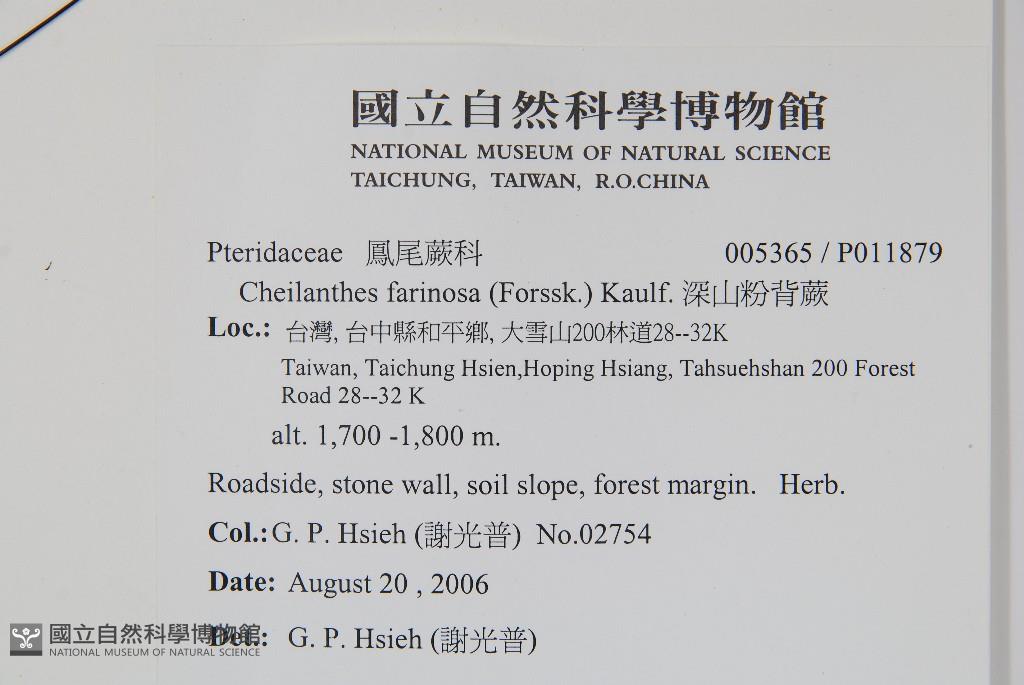 國立自然科學博物館
NATIONAL MUSEUM OF NATURAL SCIENCE
TAICHUNG, TAIWAN, R.O.CHINA
Pteridaceae 鳳尾蕨科 005365 / P011879
Cheilanthes farinosa (Forssk.) Kaulf. 深山粉背蕨
Loc.: 台灣, 台中縣和平鄉, 大雪山200林道28--32K
Taiwan, Taichung Hsien,Hoping Hsiang, Tahsuehshan 200 Forest
Road 28--32 K
alt. 1,700 -1,800 m.
Roadside, stone wall, soil slope, forest margin. Herb.
Col.: G. P. Hsieh (謝光普) No.02754
Date: August 20 , 2006
Det.: G. P. Hsieh (謝光普)
國立自然科學博物館
NATIONAL MUSEUM OF NATURAL SCIENCE